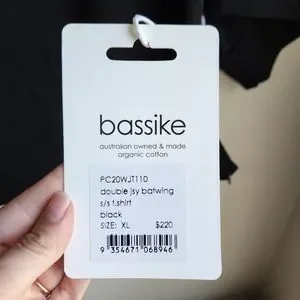 bassike
australian owned & made
organic cotton
PC20WJT110
double jsy batwing
s/s t.shirt
black
SIZE: XL $220
9 354671 068946